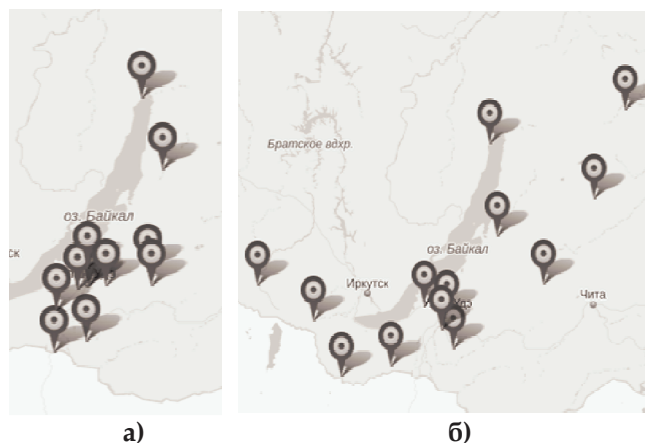 оз. Байкал
ск
а)
Братское вдхр.
оз. Байкал
Иркутск
Чита
б)